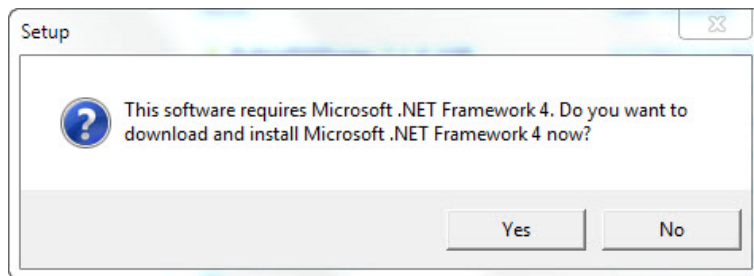 Setup
This software requires Microsoft .NET Framework 4. Do you want to
download and install Microsoft .NET Framework 4 now?
Yes
No